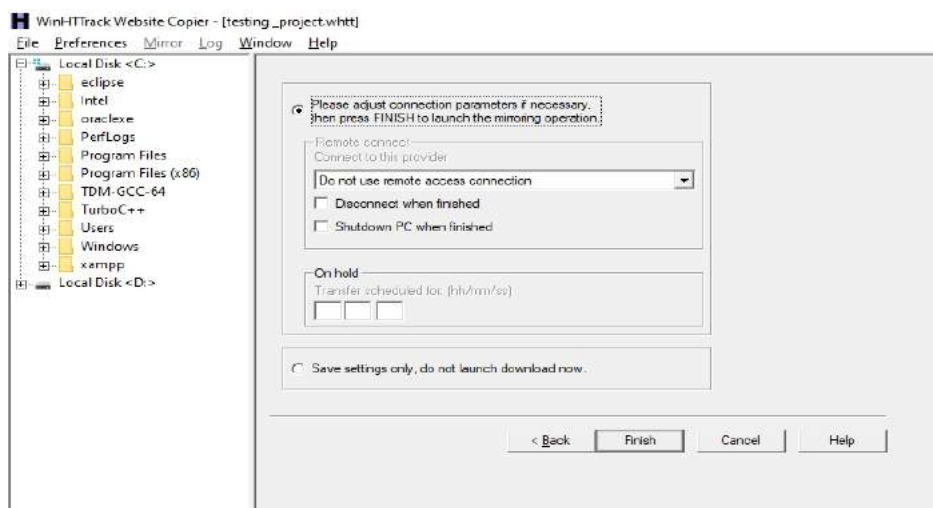 WinHTTrack Website Copier - [testing_project.whtt]
File Preferences Mirror Log Window Help
Local Disk <C:>
eclipse
Intel
oraclexe
PerfLogs
Program Files
Program Files (x86)
TDM-GCC-64
TurboC++
Users
Windows
xampp
Local Disk <D:>
Please adjust connection parameters if necessary,
then press FINISH to launch the mirroring operation.
Remote connect
Connect to this provider
Do not use remote access connection
Disconnect when finished
Shutdown PC when finished
On hold
Transfer scheduled for: (hh/mm/ss)
Save settings only, do not launch download now.
< Back Finish Cancel Help